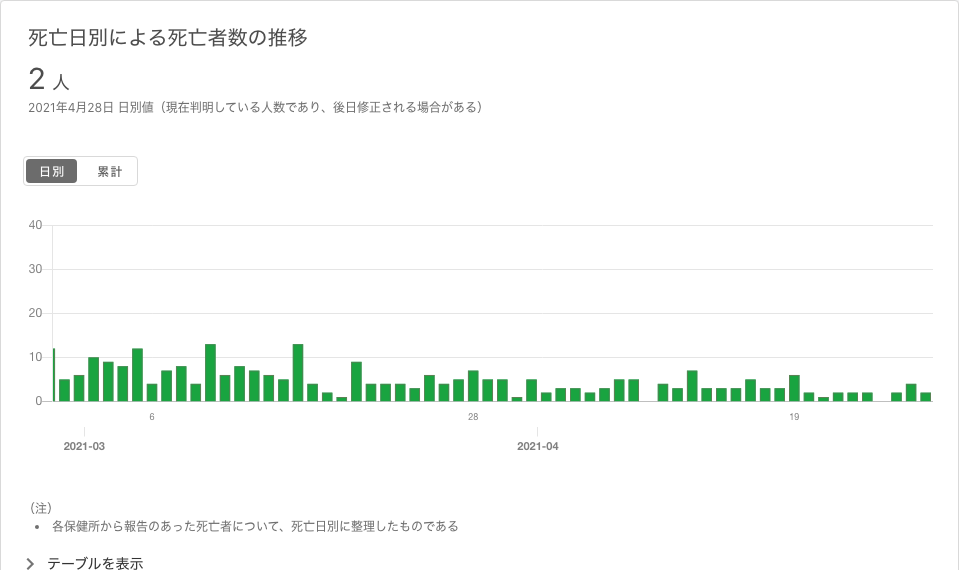 死亡日別による死亡者数の推移
2 人
2021年4月28日 日別値（現在判明している人数であり、後日修正される場合がある）
日別 累計
40
30
20
10
0
6 28 19
2021-03 2021-04
（注）
• 各保健所から報告のあった死亡者について、死亡日別に整理したものである
テーブルを表示